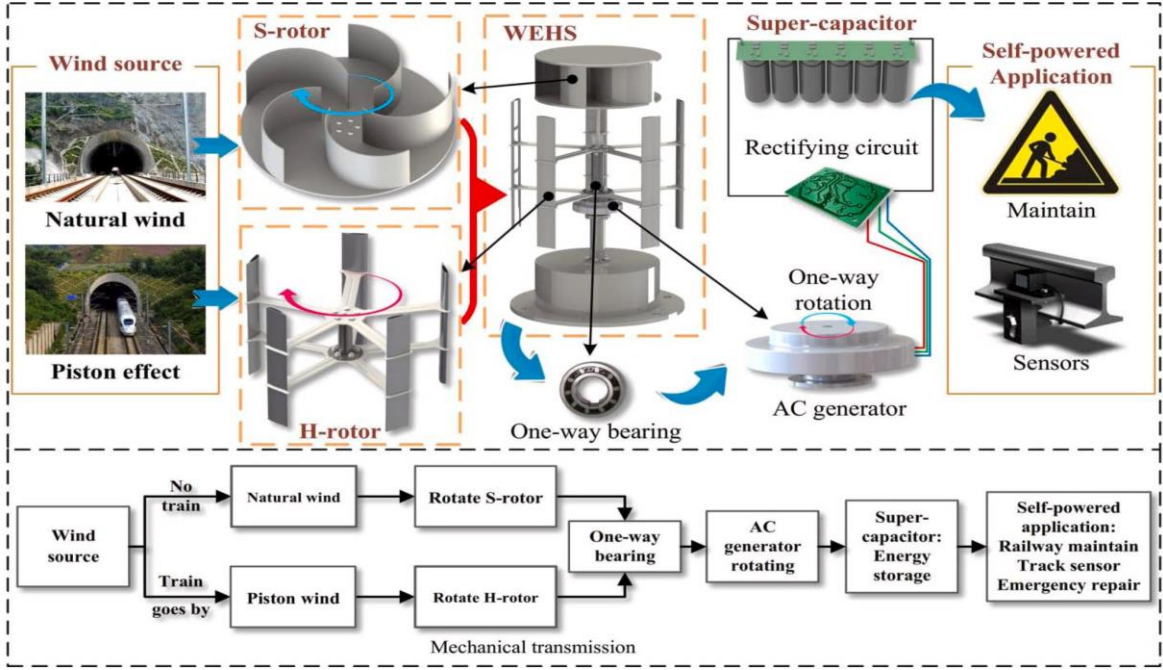 Wind source
Natural wind
Piston effect
S-rotor
H-rotor
WEHS
One-way bearing
Super-capacitor
Rectifying circuit
One-way
rotation
AC generator
Self-powered
Application
Maintain
Sensors
Wind
source
No
train
Natural wind
Rotate S-rotor
Train
goes by
Piston wind
Rotate H-rotor
One-way
bearing
AC
generator
rotating
Super-
capacitor:
Energy
storage
Self-powered
application:
Railway maintain
Track sensor
Emergency repair
Mechanical transmission